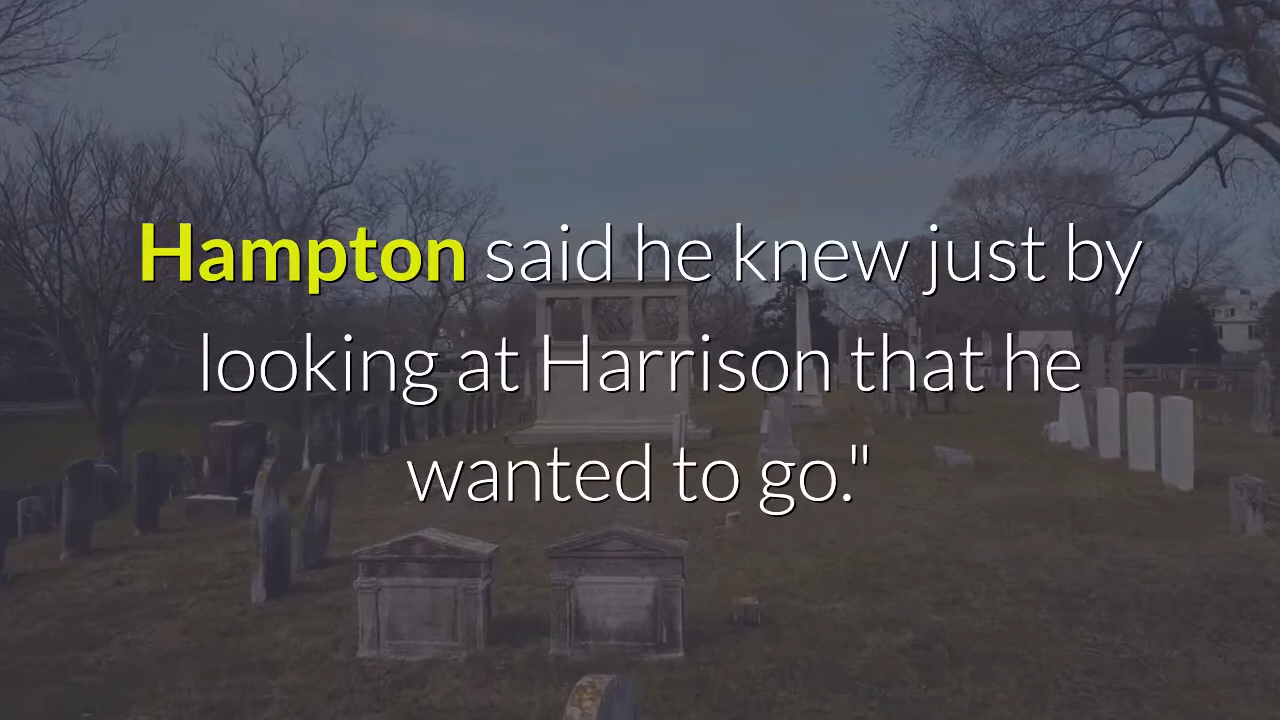 Hampton said he knew just by
looking at Harrison that he
wanted to go."